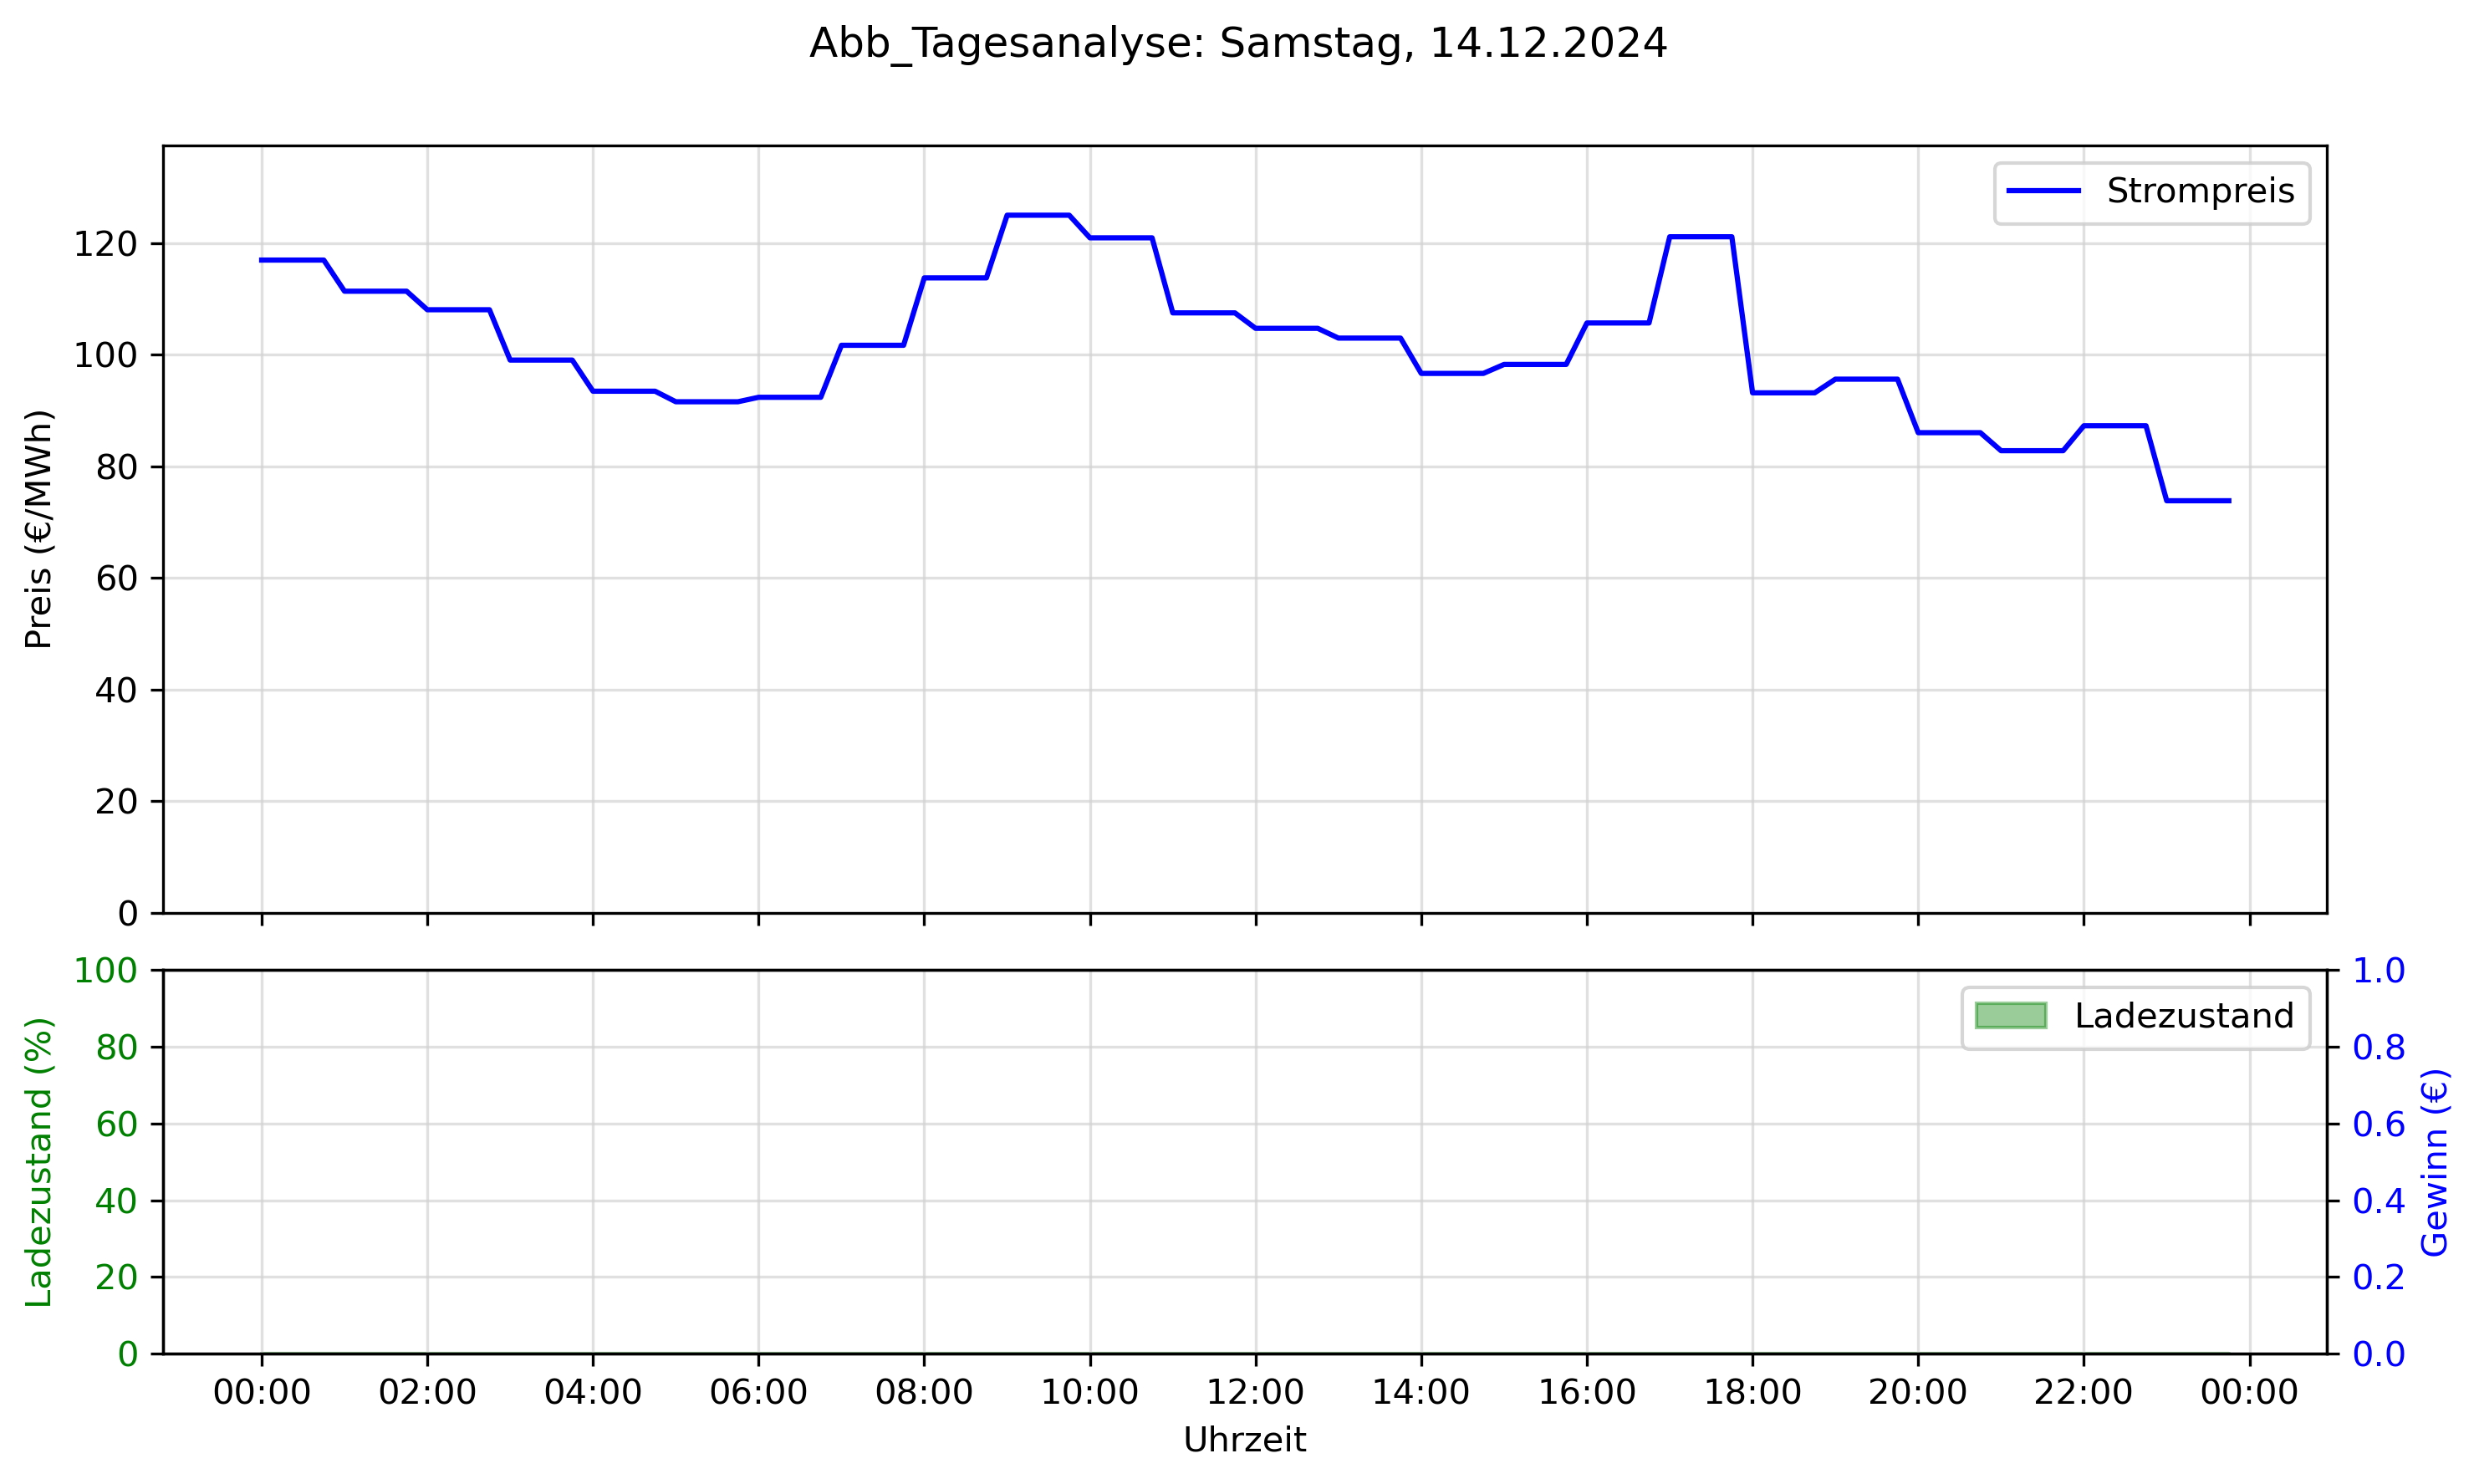 Abb_Tagesanalyse: Samstag, 14.12.2024
Strompreis
Preis (€/MWh)
120
100
80
60
40
20
0
Ladezustand
Ladezustand (%)
100
80
60
40
20
0
Gewinn (€)
1.0
0.8
0.6
0.4
0.2
0.0
00:00 02:00 04:00 06:00 08:00 10:00 12:00 14:00 16:00 18:00 20:00 22:00 00:00
Uhrzeit